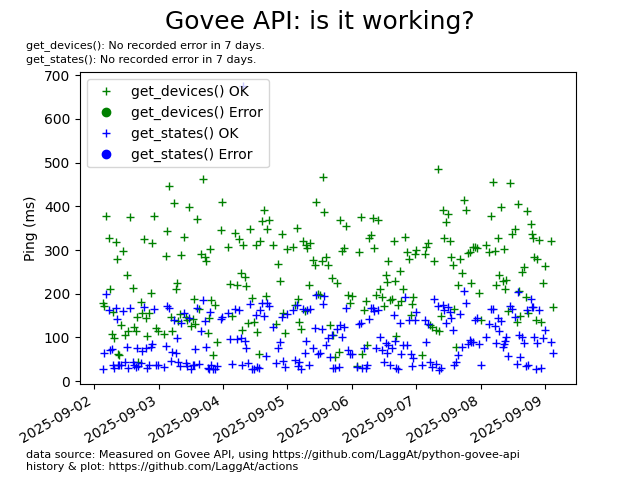 Govee API: is it working?
get_devices(): No recorded error in 7 days.
get_states(): No recorded error in 7 days.
700
600
500
400
300
200
100
0
Ping (ms)
get_devices() OK
get_devices() Error
get_states() OK
get_states() Error
2025-09-02
2025-09-03
2025-09-04
2025-09-05
2025-09-06
2025-09-07
2025-09-08
2025-09-09
data source: Measured on Govee API, using https://github.com/LaggAt/python-govee-api
history & plot: https://github.com/LaggAt/actions